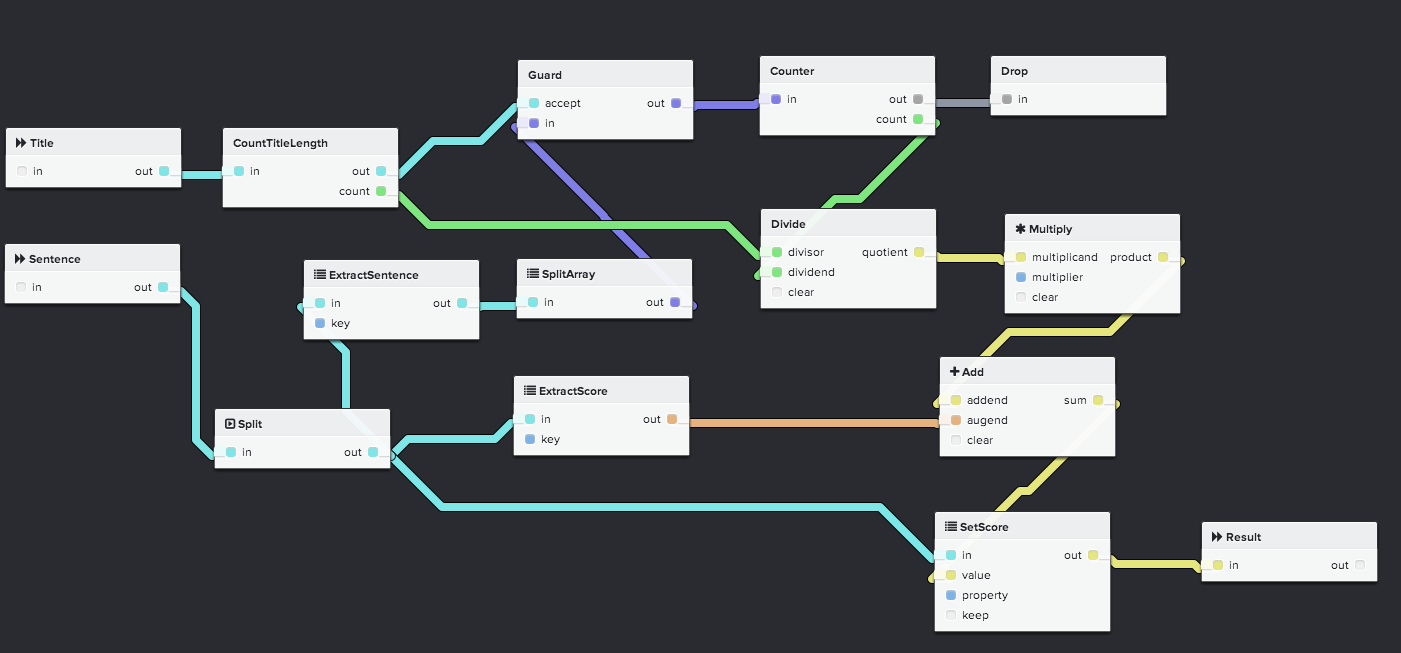 Guard
accept out
in
Counter
in out
count
Drop
in
Title
in out
CountTitleLength
in out
count
Divide
divisor quotient
dividend
clear
Multiply
multiplicand product
multiplier
clear
Sentence
in out
ExtractSentence
in out
key
SplitArray
in out
Add
addend sum
augend
clear
ExtractScore
in out
key
Split
in out
SetScore
in out
value
property
keep
Result
in out